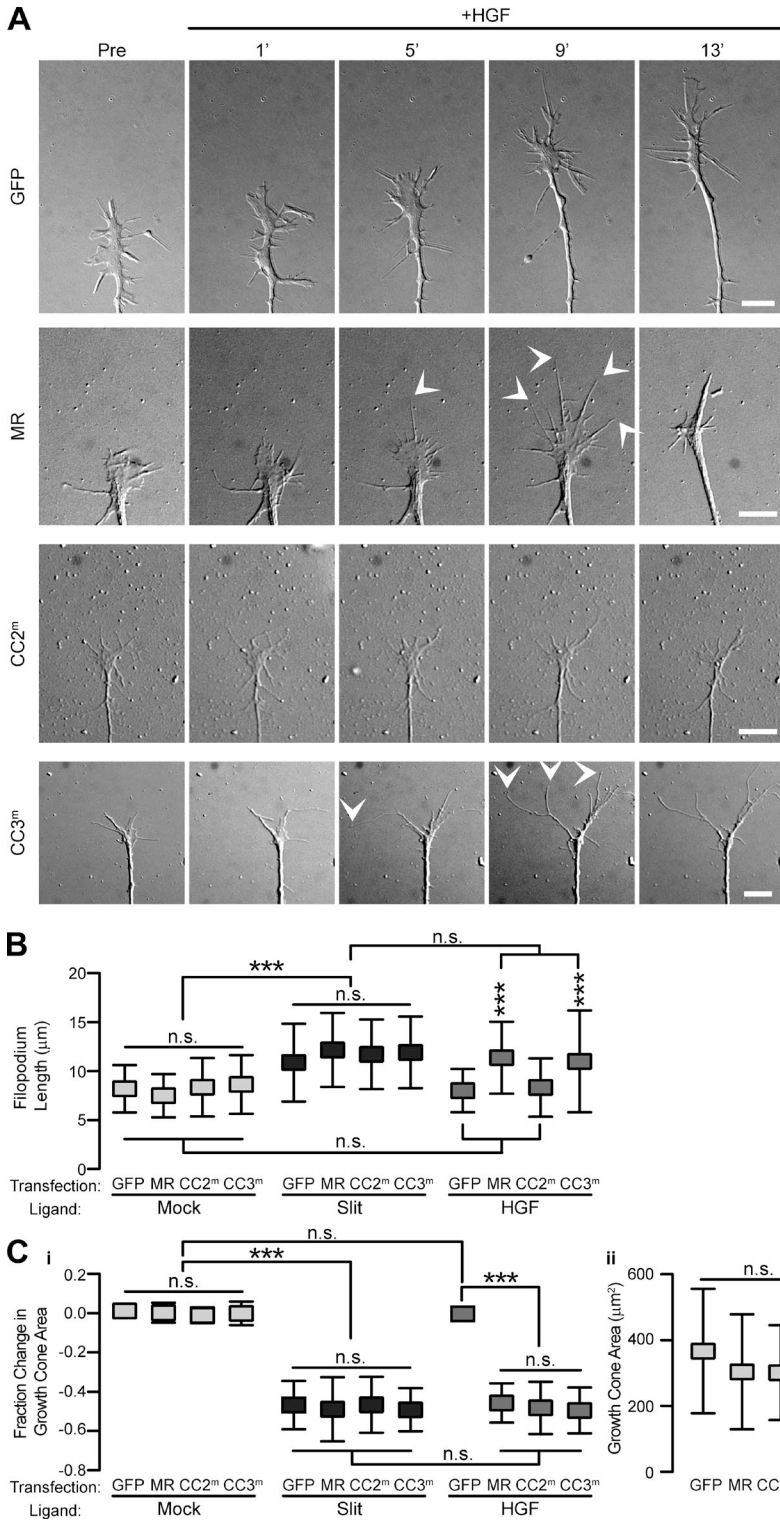 A
+HGF
Pre 1' 5' 9' 13'
GFP
MR
CC2ᵐ
CC3ᵐ
B
n.s.
***
n.s.
n.s.
***
***
20
15
10
5
0
Filopodium
Length (μm)
n.s.
Transfection: GFP MR CC2ᵐ CC3ᵐ GFP MR CC2ᵐ CC3ᵐ GFP MR CC2ᵐ CC3ᵐ
Ligand: Mock Slit HGF
C
i
n.s.
***
***
n.s.
n.s.
n.s.
n.s.
0.2
0.0
-0.2
-0.4
-0.6
-0.8
Fraction Change in
Growth Cone Area
Transfection: GFP MR CC2ᵐ CC3ᵐ GFP MR CC2ᵐ CC3ᵐ GFP MR CC2ᵐ CC3ᵐ
Ligand: Mock Slit HGF
ii
n.s.
600
400
200
0
Growth Cone Area (μm²)
GFP MR CC